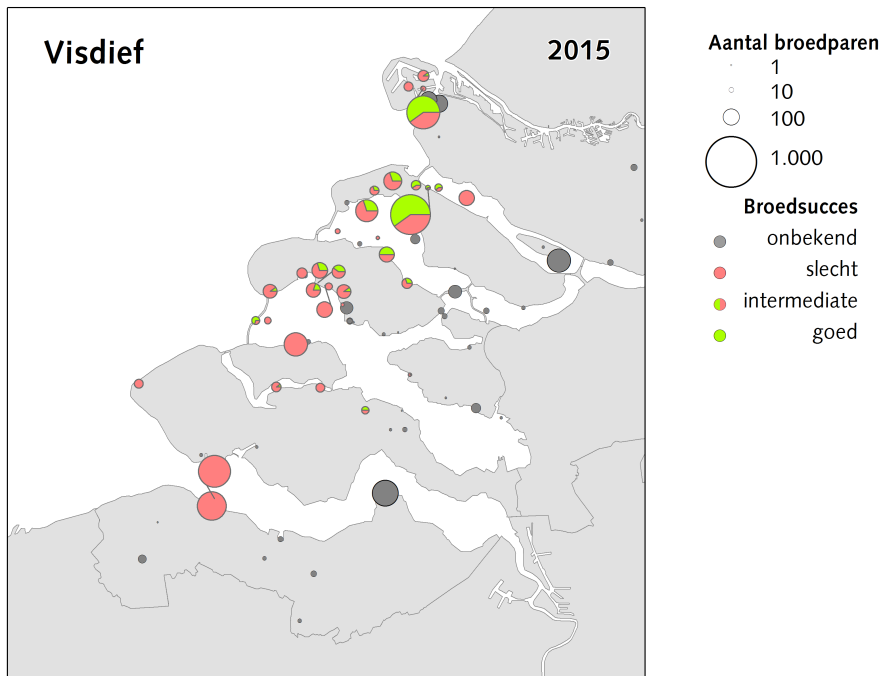 Visdief
2015
Aantal broedparen
1
10
100
1.000
Broedsucces
onbekend
slecht
intermediate
goed